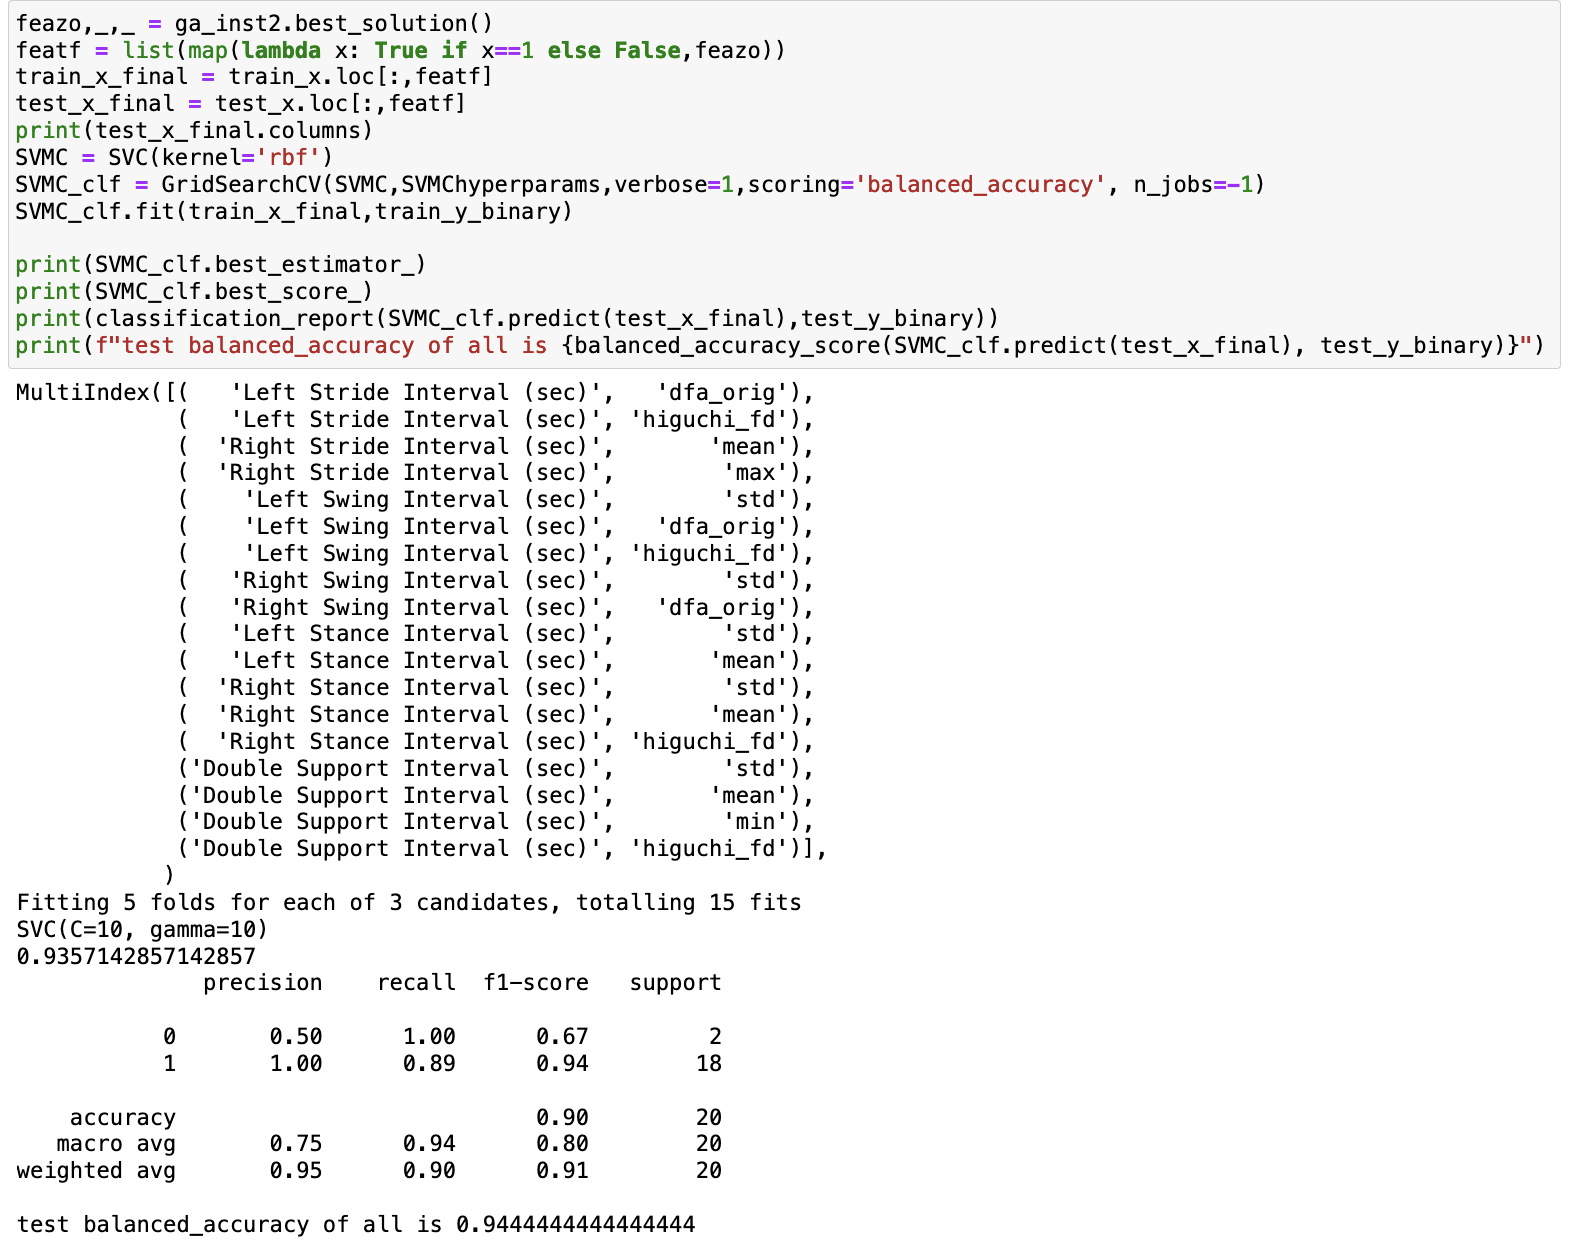 feazo,_,_ = ga_inst2.best_solution()
featf = list(map(lambda x: True if x==1 else False,feazo))
train_x_final = train_x.loc[:,featf]
test_x_final = test_x.loc[:,featf]
print(test_x_final.columns)
SVMC = SVC(kernel='rbf')
SVMC_clf = GridSearchCV(SVMC,SVMChyperparams,verbose=1,scoring='balanced_accuracy', n_jobs=-1)
SVMC_clf.fit(train_x_final,train_y_binary)

print(SVMC_clf.best_estimator_)
print(SVMC_clf.best_score_)
print(classification_report(SVMC_clf.predict(test_x_final),test_y_binary))
print(f"test balanced_accuracy of all is {balanced_accuracy_score(SVMC_clf.predict(test_x_final), test_y_binary)}")
MultiIndex([(   'Left Stride Interval (sec)',   'dfa_orig'),
            (   'Left Stride Interval (sec)', 'higuchi_fd'),
            (  'Right Stride Interval (sec)',       'mean'),
            (  'Right Stride Interval (sec)',        'max'),
            (    'Left Swing Interval (sec)',        'std'),
            (    'Left Swing Interval (sec)',   'dfa_orig'),
            (    'Left Swing Interval (sec)', 'higuchi_fd'),
            (   'Right Swing Interval (sec)',        'std'),
            (   'Right Swing Interval (sec)',   'dfa_orig'),
            (   'Left Stance Interval (sec)',        'std'),
            (   'Left Stance Interval (sec)',       'mean'),
            (  'Right Stance Interval (sec)',        'std'),
            (  'Right Stance Interval (sec)',       'mean'),
            (  'Right Stance Interval (sec)', 'higuchi_fd'),
            ('Double Support Interval (sec)',        'std'),
            ('Double Support Interval (sec)',       'mean'),
            ('Double Support Interval (sec)',        'min'),
            ('Double Support Interval (sec)', 'higuchi_fd')],
           )
Fitting 5 folds for each of 3 candidates, totalling 15 fits
SVC(C=10, gamma=10)
0.9357142857142857
              precision    recall  f1-score   support

           0       0.50      1.00      0.67         2
           1       1.00      0.89      0.94        18

    accuracy                           0.90        20
   macro avg       0.75      0.94      0.80        20
weighted avg       0.95      0.90      0.91        20

test balanced_accuracy of all is 0.9444444444444444